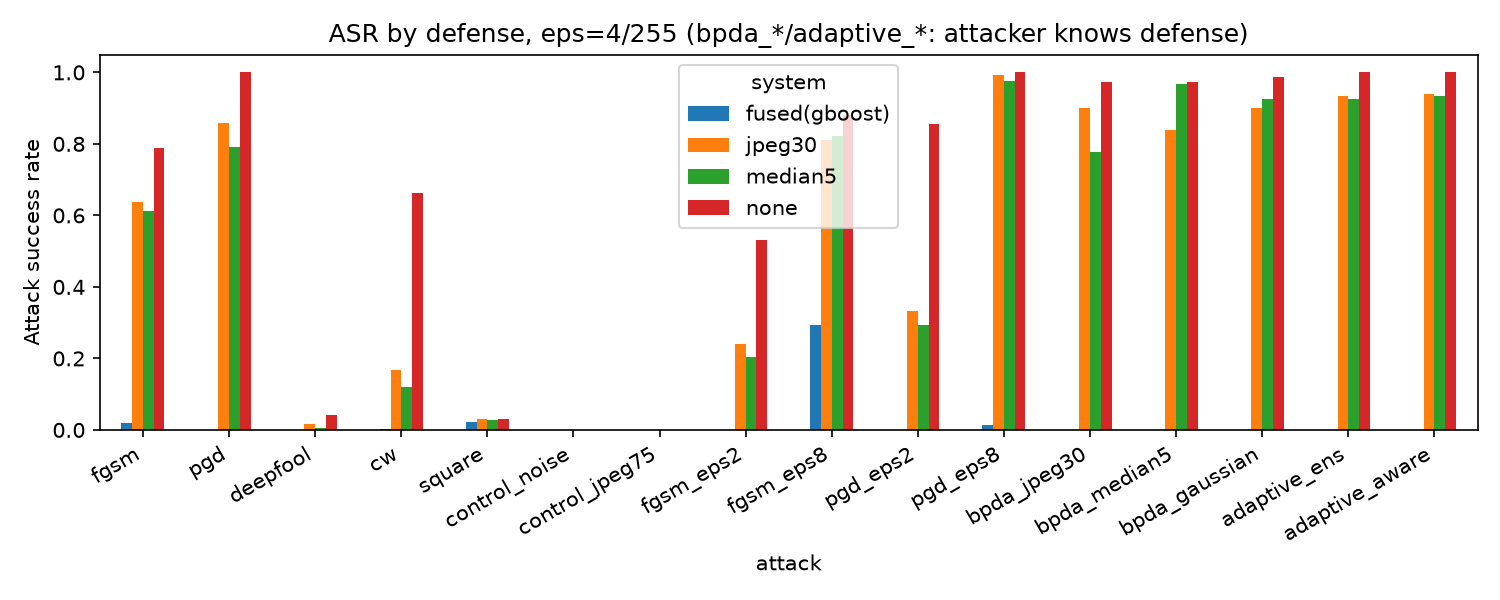 ASR by defense, eps=4/255 (bpda_*/adaptive_*: attacker knows defense)
Attack success rate
1.0
0.8
0.6
0.4
0.2
0.0
system
fused(gboost)
jpeg30
median5
none
fgsm
pgd
deepfool
cw
square
control_noise
control_jpeg75
fgsm_eps2
fgsm_eps8
pgd_eps2
pgd_eps8
bpda_jpeg30
bpda_median5
bpda_gaussian
adaptive_ens
adaptive_aware
attack